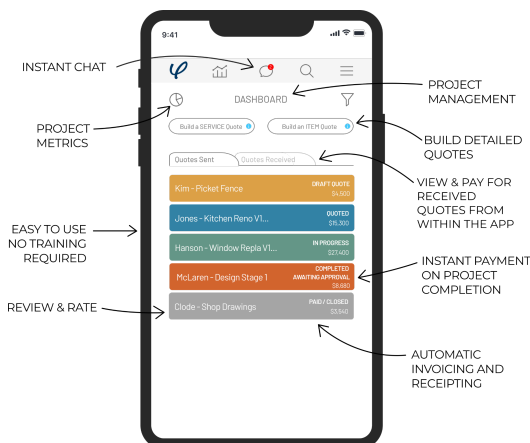 9:41
INSTANT CHAT
PROJECT
MANAGEMENT
DASHBOARD
PROJECT
METRICS
Build a SERVICE Quote
Build an ITEM Quote
BUILD DETAILED
QUOTES
Quotes Sent
Quotes Received
VIEW & PAY FOR
RECEIVED
QUOTES FROM
WITHIN THE APP
Kim - Picket Fence
DRAFT QUOTE
$4,500
Jones - Kitchen Reno V1...
QUOTED
$15,300
EASY TO USE
NO TRAINING
REQUIRED
Hanson - Window Repla V1...
IN PROGRESS
$27,400
McLaren - Design Stage 1
COMPLETED
AWAITING APPROVAL
$8,880
INSTANT PAYMENT
ON PROJECT
COMPLETION
REVIEW & RATE
Clode - Shop Drawings
PAID / CLOSED
$3,640
AUTOMATIC
INVOICING AND
RECEIPTING